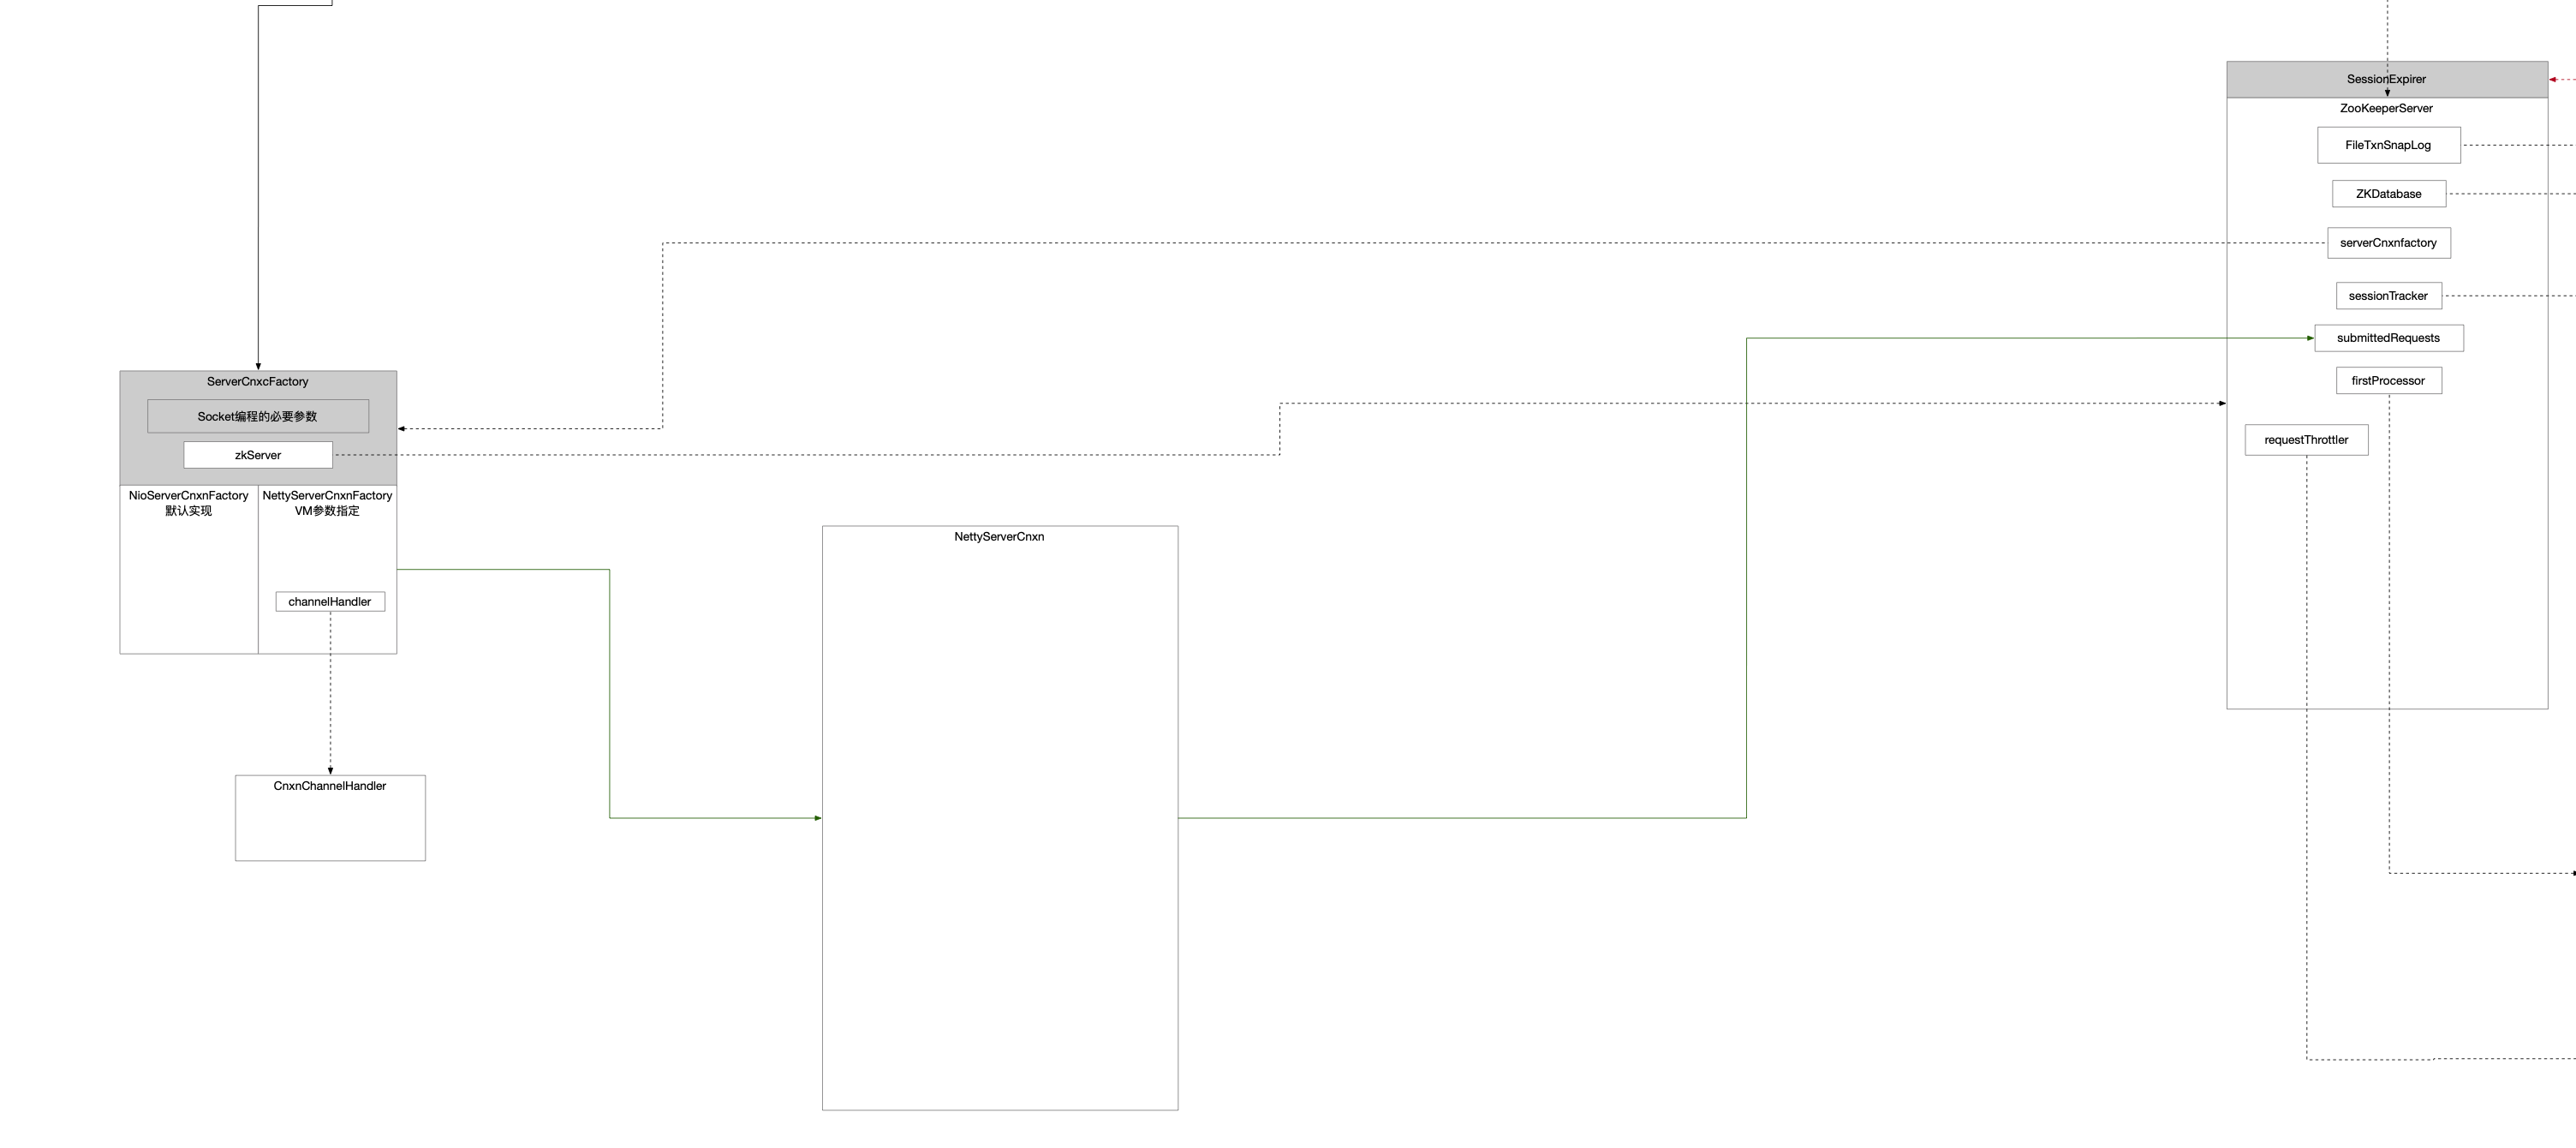 SessionExpirer
ZooKeeperServer
FileTxnSnapLog
ZKDatabase
serverCnxnfactory
sessionTracker
submittedRequests
firstProcessor
requestThrottler
ServerCnxcFactory
Socket编程的必要参数
zkServer
NioServerCnxnFactory
默认实现
NettyServerCnxnFactory
VM参数指定
channelHandler
NettyServerCnxn
CnxnChannelHandler